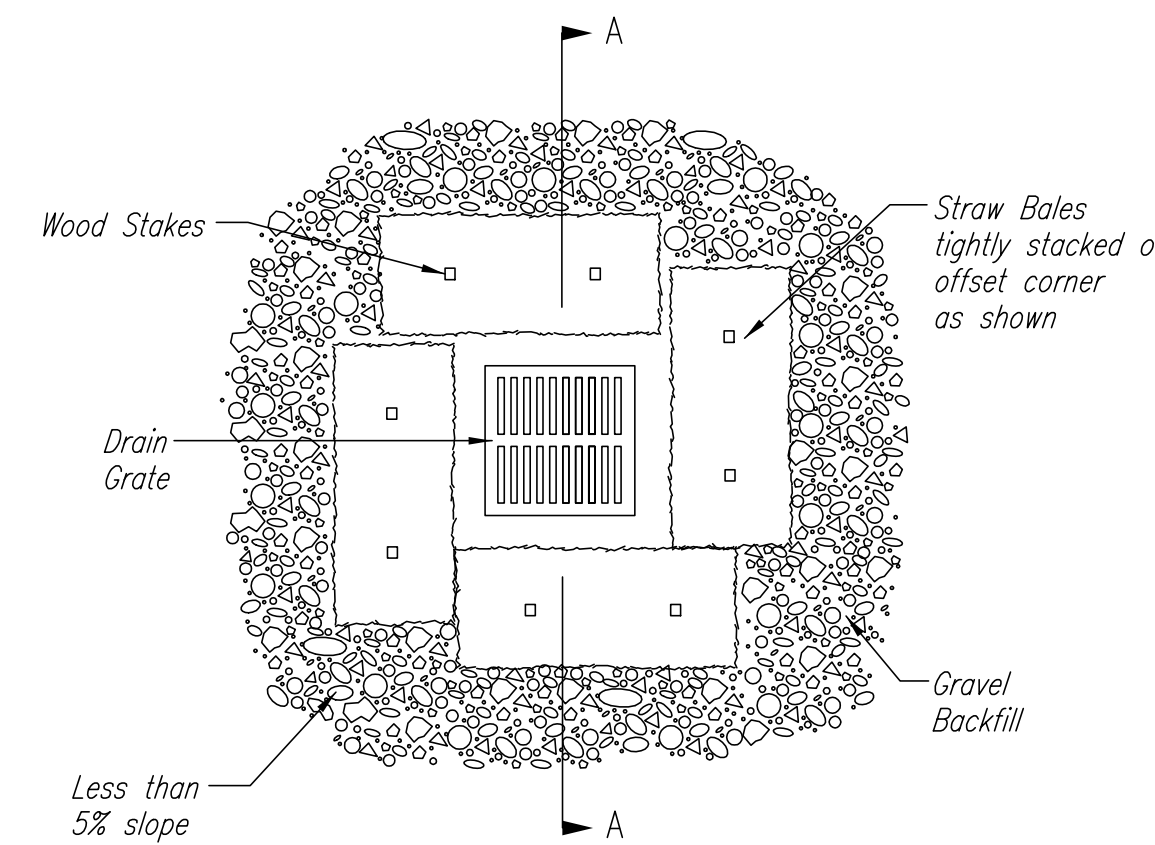 A
Wood Stakes
Straw Bales
tightly stacked
offset corner
as shown
Drain
Grate
Gravel
Backfill
Less than
5% slope
A